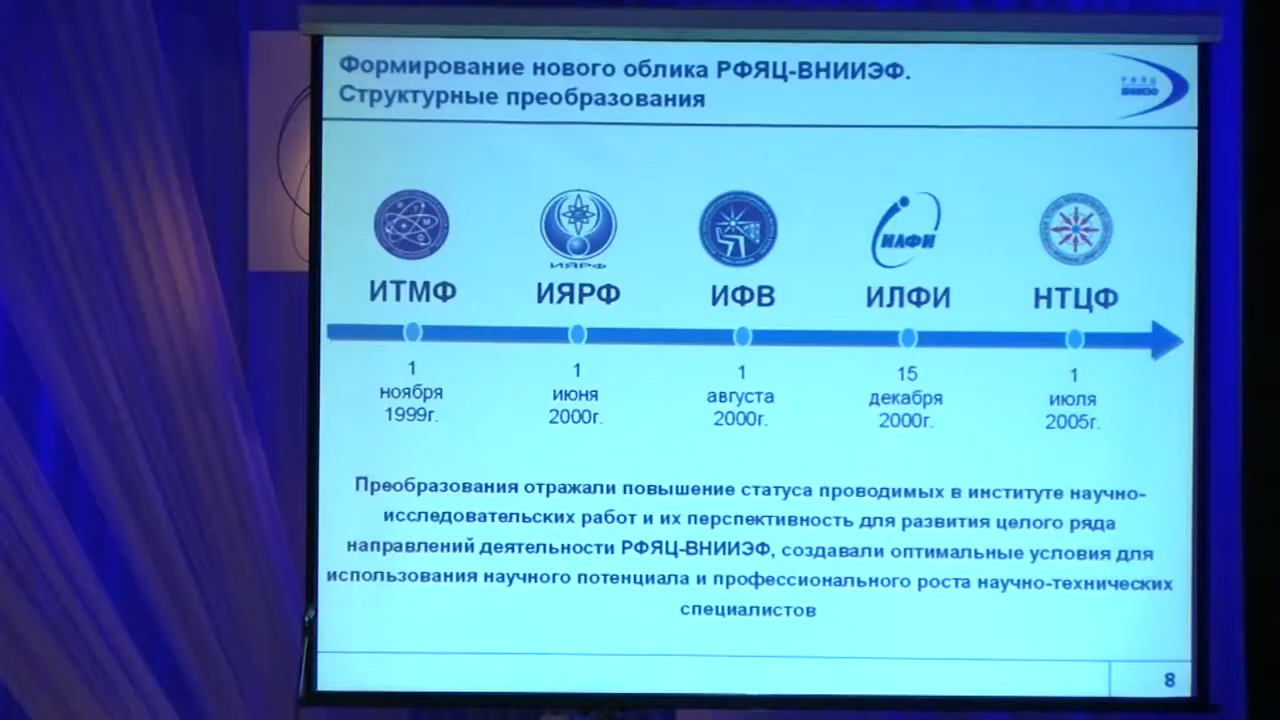 Формирование нового облика РФЯЦ-ВНИИЭФ.
Структурные преобразования
ИЯРФ
ИЛФИ
ИТМФ
ИЯРФ
ИФВ
ИЛФИ
НТЦФ
1
ноября
1999г.
1
июня
2000г.
1
августа
2000г.
15
декабря
2000г.
1
июля
2005г.
Преобразования отражали повышение статуса проводимых в институте научно-
исследовательских работ и их перспективность для развития целого ряда
направлений деятельности РФЯЦ-ВНИИЭФ, создавали оптимальные условия для
использования научного потенциала и профессионального роста научно-технических
специалистов
8